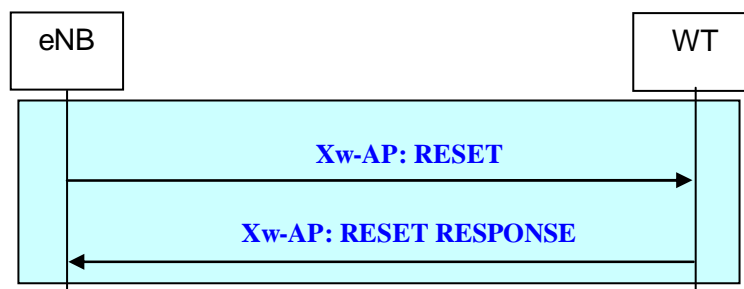 eNB
WT
Xw-AP: RESET
Xw-AP: RESET RESPONSE